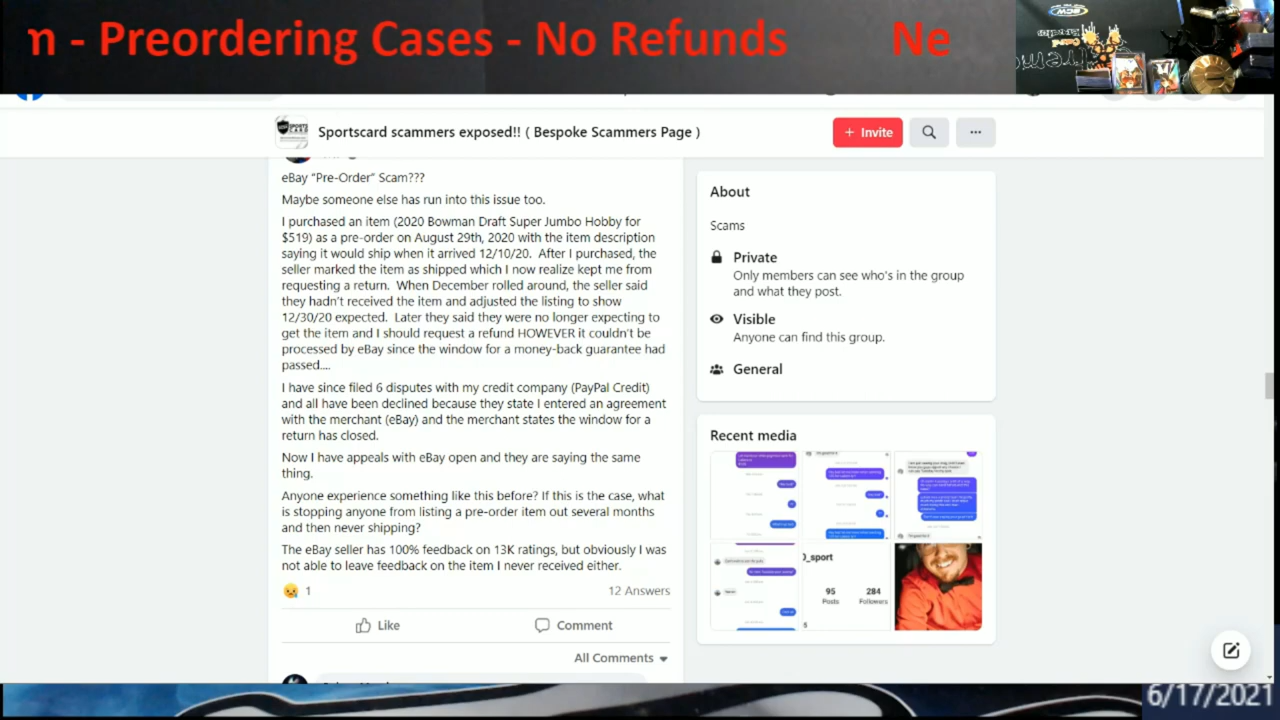 n - Preordering Cases - No Refunds Ne
Sportscard scammers exposed!! ( Bespoke Scammers Page )
+ Invite
eBay "Pre-Order" Scam???
Maybe someone else has run into this issue too.
I purchased an item (2020 Bowman Draft Super Jumbo Hobby for
$519) as a pre-order on August 29th, 2020 with the item description
saying it would ship when it arrived 12/10/20. After I purchased, the
seller marked the item as shipped which I now realize kept me from
requesting a return. When December rolled around, the seller said
they hadn't received the item and adjusted the listing to show
12/30/20 expected. Later they said they were no longer expecting to
get the item and I should request a refund HOWEVER it couldn't be
processed by eBay since the window for a money-back guarantee had
passed....
I have since filed 6 disputes with my credit company (PayPal Credit)
and all have been declined because they state I entered an agreement
with the merchant (eBay) and the merchant states the window for a
return has closed.
Now I have appeals with eBay open and they are saying the same
thing.
Anyone experience something like this before? If this is the case, what
is stopping anyone from listing a pre-order item out several months
and then never shipping?
The eBay seller has 100% feedback on 13K ratings, but obviously I was
not able to leave feedback on the item I never received either.
1
12 Answers
Like
Comment
All Comments
About
Scams
Private
Only members can see who's in the group
and what they post.
Visible
Anyone can find this group.
General
Recent media
O_sport
95 284
Posts Followers
6/17/2021